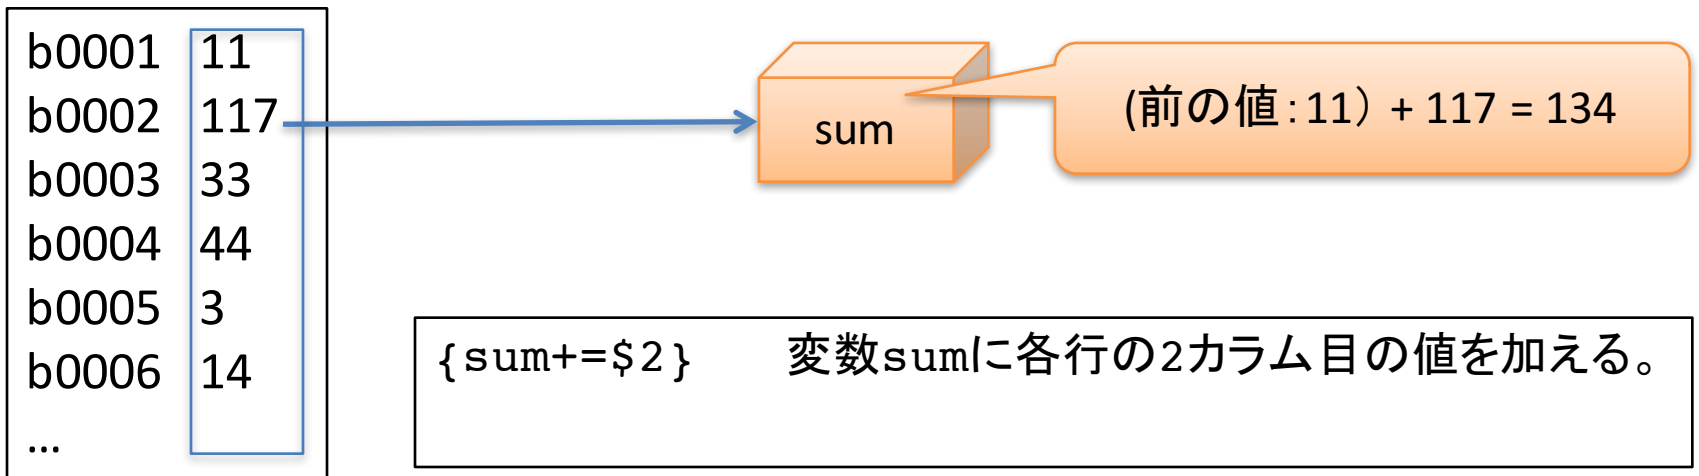 b0001 11
b0002 117
b0003 33
b0004 44
b0005 3
b0006 14
…
sum
(前の値：11）+ 117 = 134
{sum+=$2} 変数sumに各行の2カラム目の値を加える。